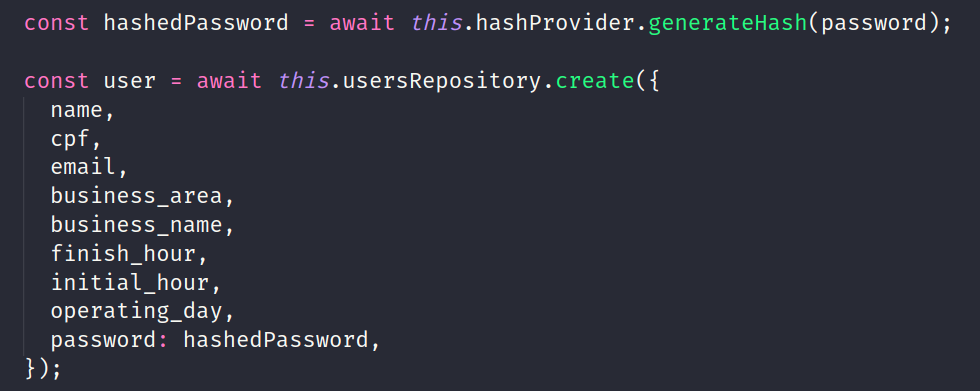 const hashedPassword = await this.hashProvider.generateHash(password);
const user = await this.usersRepository.create({
  name,
  cpf,
  email,
  business_area,
  business_name,
  finish_hour,
  initial_hour,
  operating_day,
  password: hashedPassword,
});